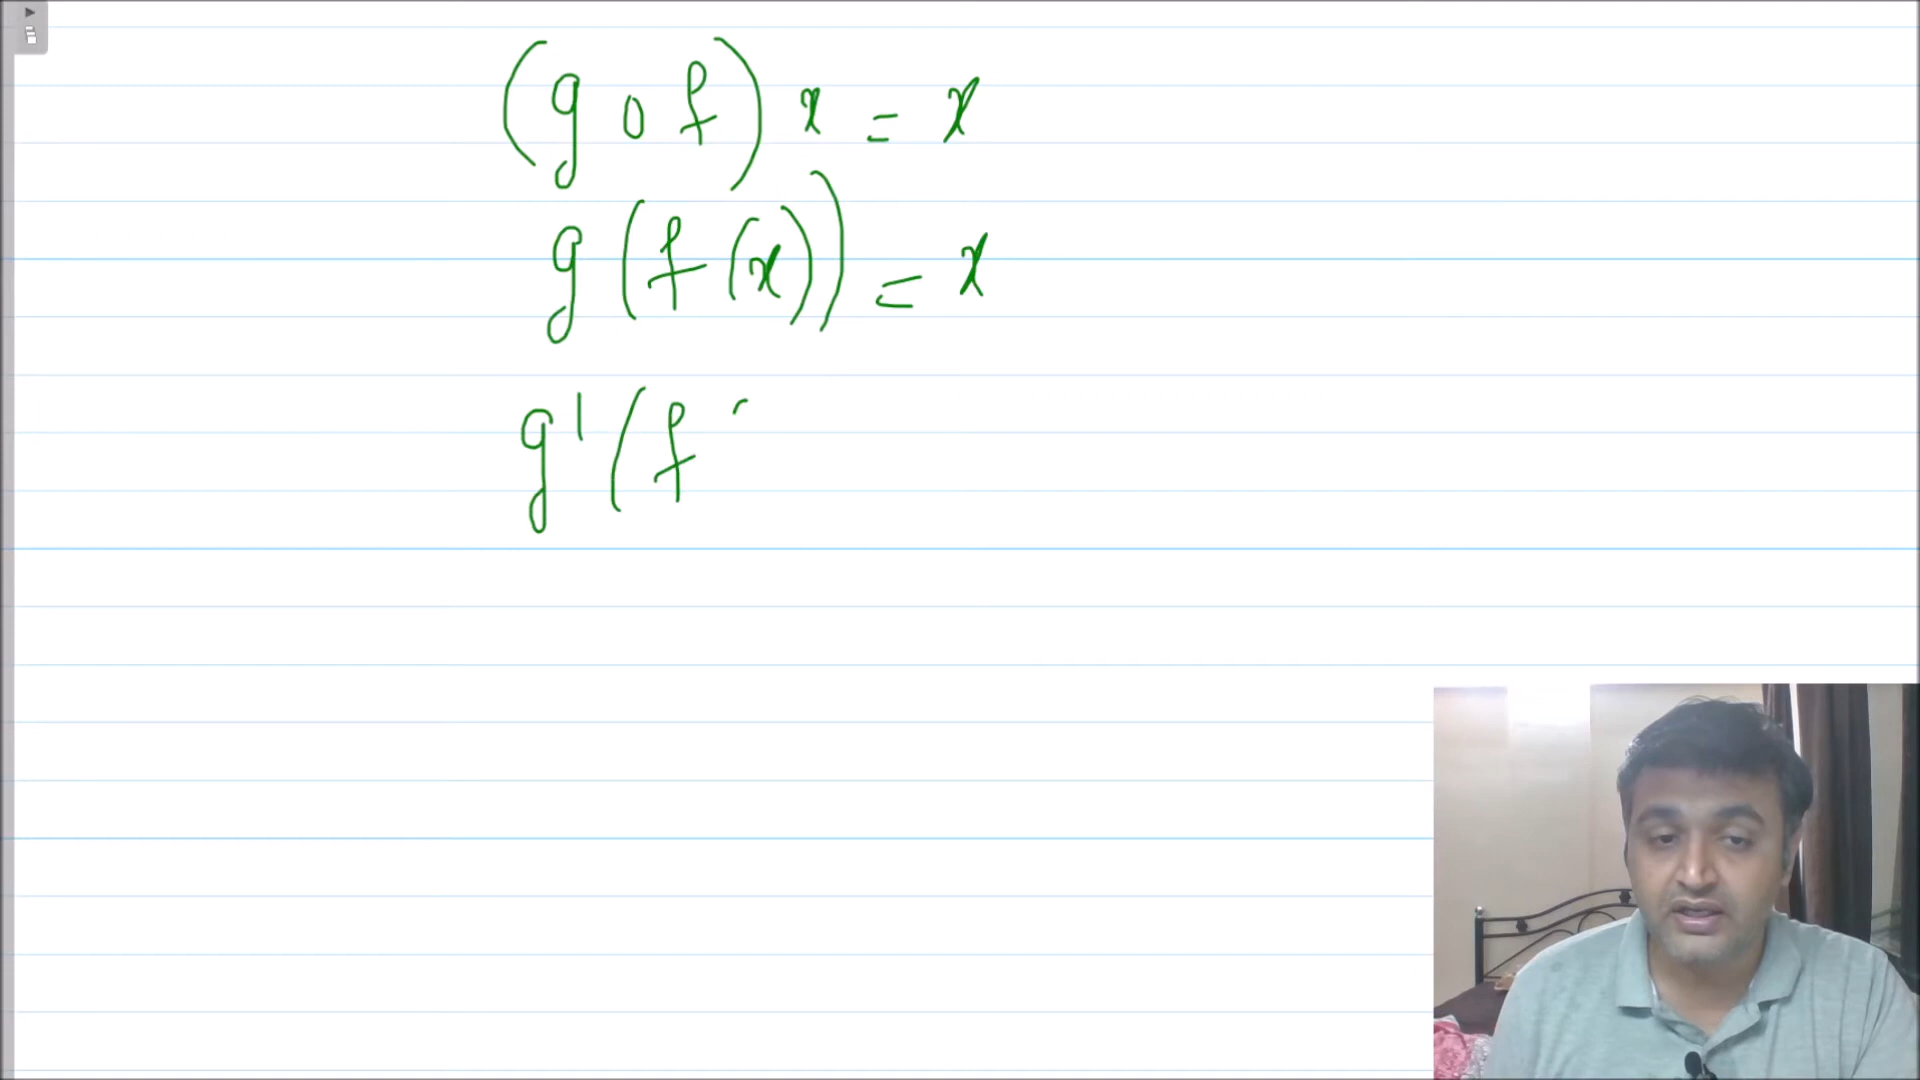 (g o f) x = x
g (f (x)) = x
g' (f